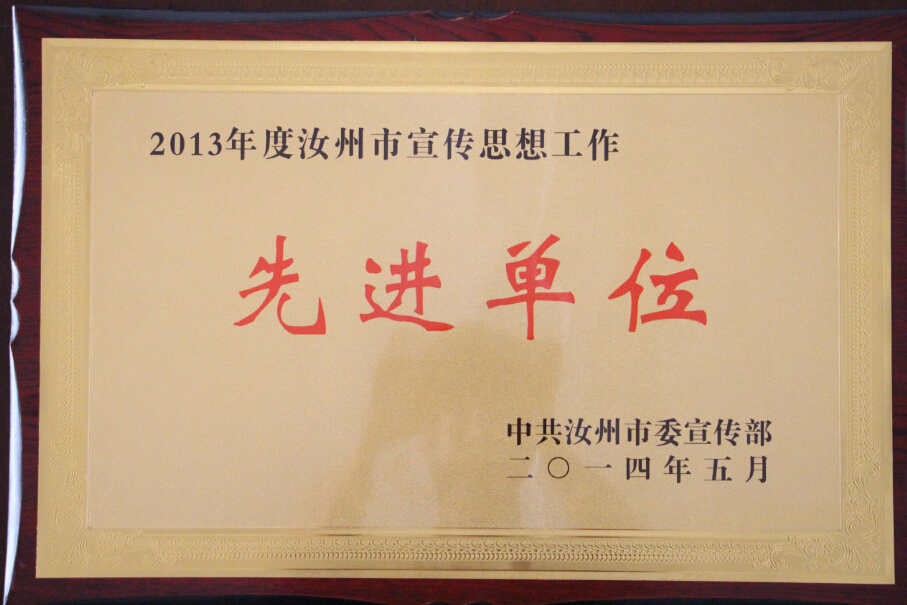 2013年度汝州市宣传思想工作
先进单位
中共汝州市委宣传部
二〇一四年五月